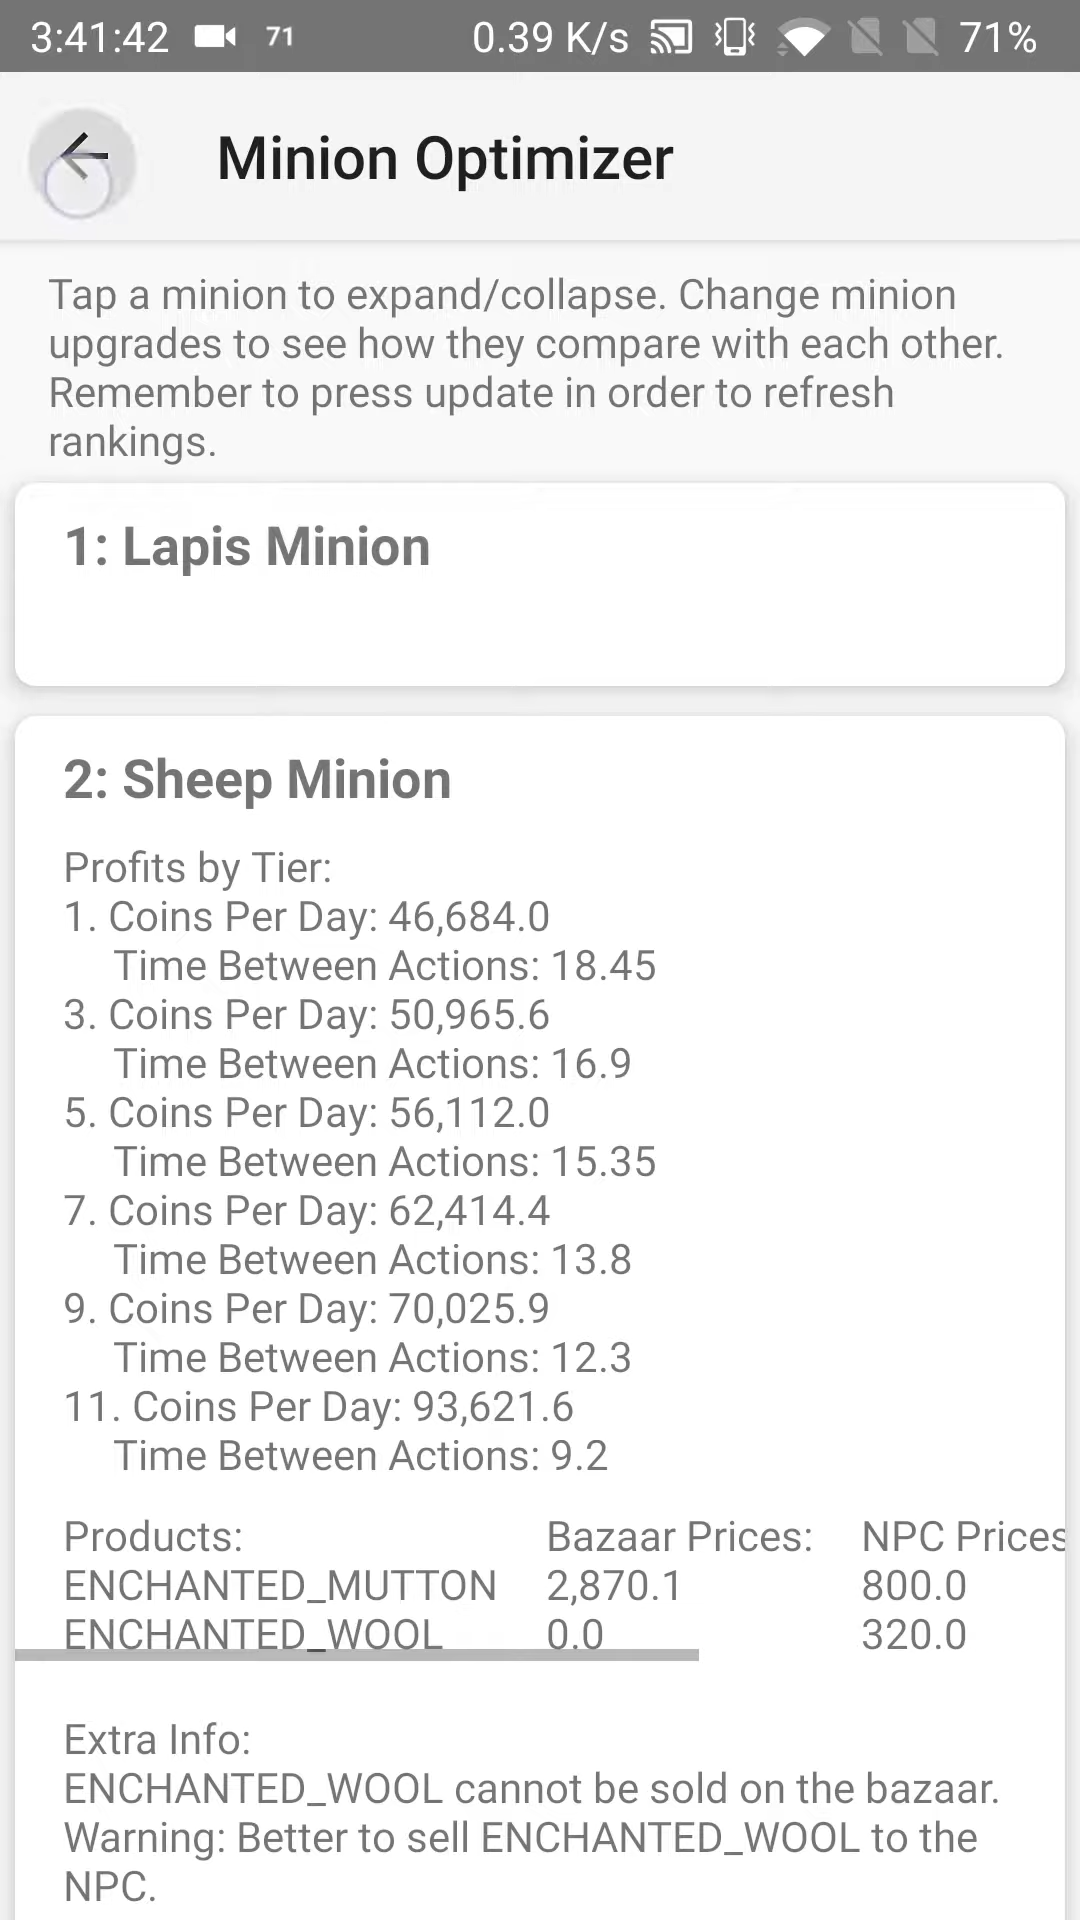 3:41:42 71 0.39 K/s 71%
Minion Optimizer
Tap a minion to expand/collapse. Change minion
upgrades to see how they compare with each other.
Remember to press update in order to refresh
rankings.
1: Lapis Minion
2: Sheep Minion
Profits by Tier:
1. Coins Per Day: 46,684.0
Time Between Actions: 18.45
3. Coins Per Day: 50,965.6
Time Between Actions: 16.9
5. Coins Per Day: 56,112.0
Time Between Actions: 15.35
7. Coins Per Day: 62,414.4
Time Between Actions: 13.8
9. Coins Per Day: 70,025.9
Time Between Actions: 12.3
11. Coins Per Day: 93,621.6
Time Between Actions: 9.2
Products: Bazaar Prices: NPC Prices
ENCHANTED_MUTTON 2,870.1 800.0
ENCHANTED_WOOL 0.0 320.0
Extra Info:
ENCHANTED_WOOL cannot be sold on the bazaar.
Warning: Better to sell ENCHANTED_WOOL to the
NPC.